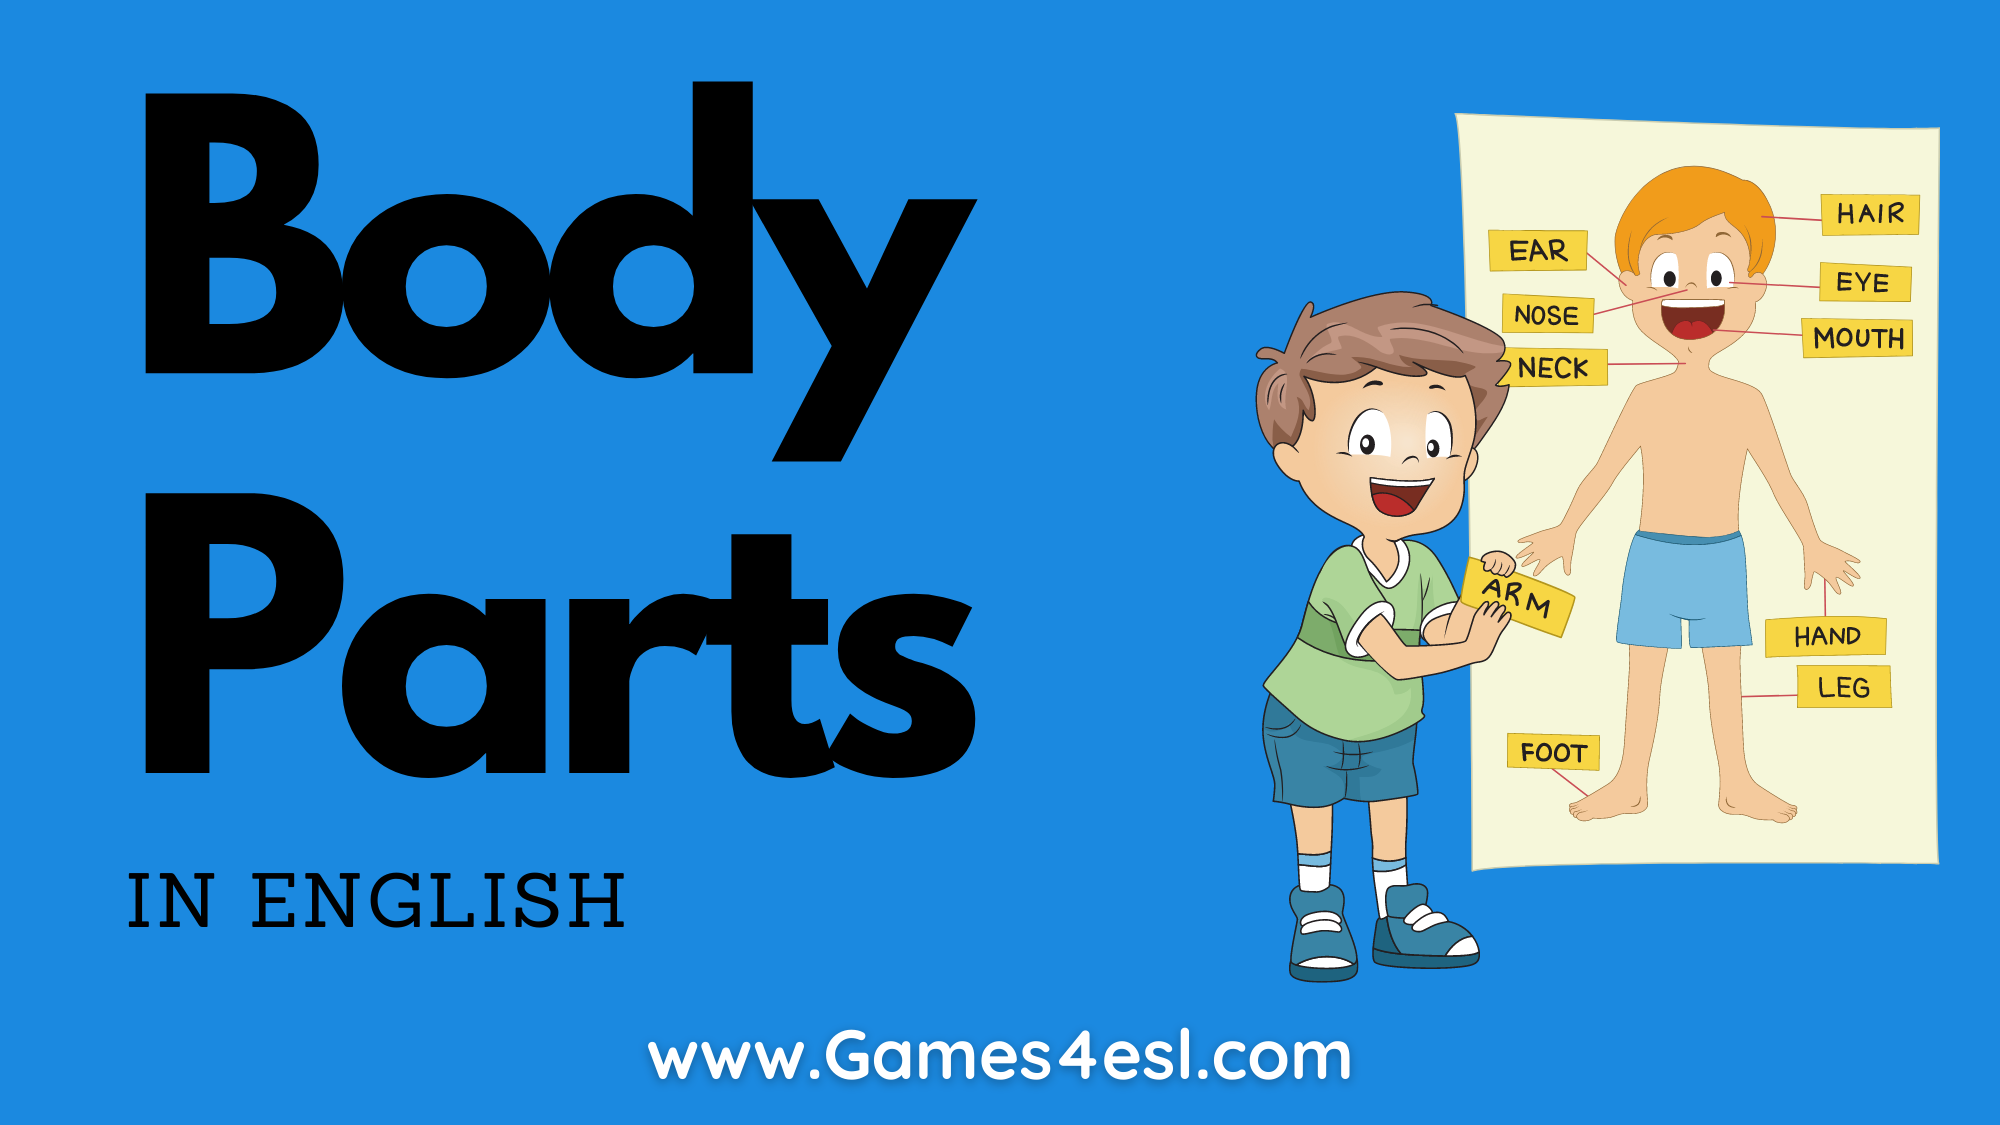 Body
Parts
IN ENGLISH
HAIR
EAR
EYE
NOSE
MOUTH
NECK
ARM
HAND
LEG
FOOT
www.Games4esl.com